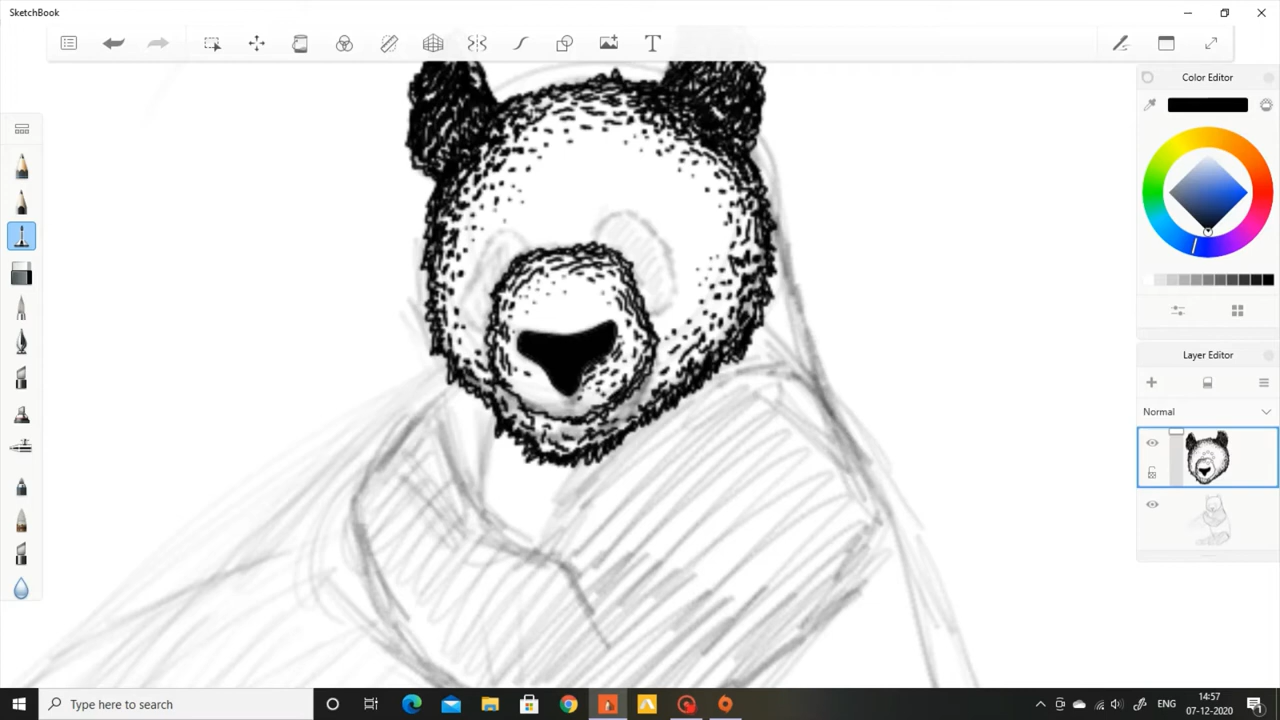 SketchBook
Color Editor
Layer Editor
Normal
Type here to search
ENG
14:57
07-12-2020